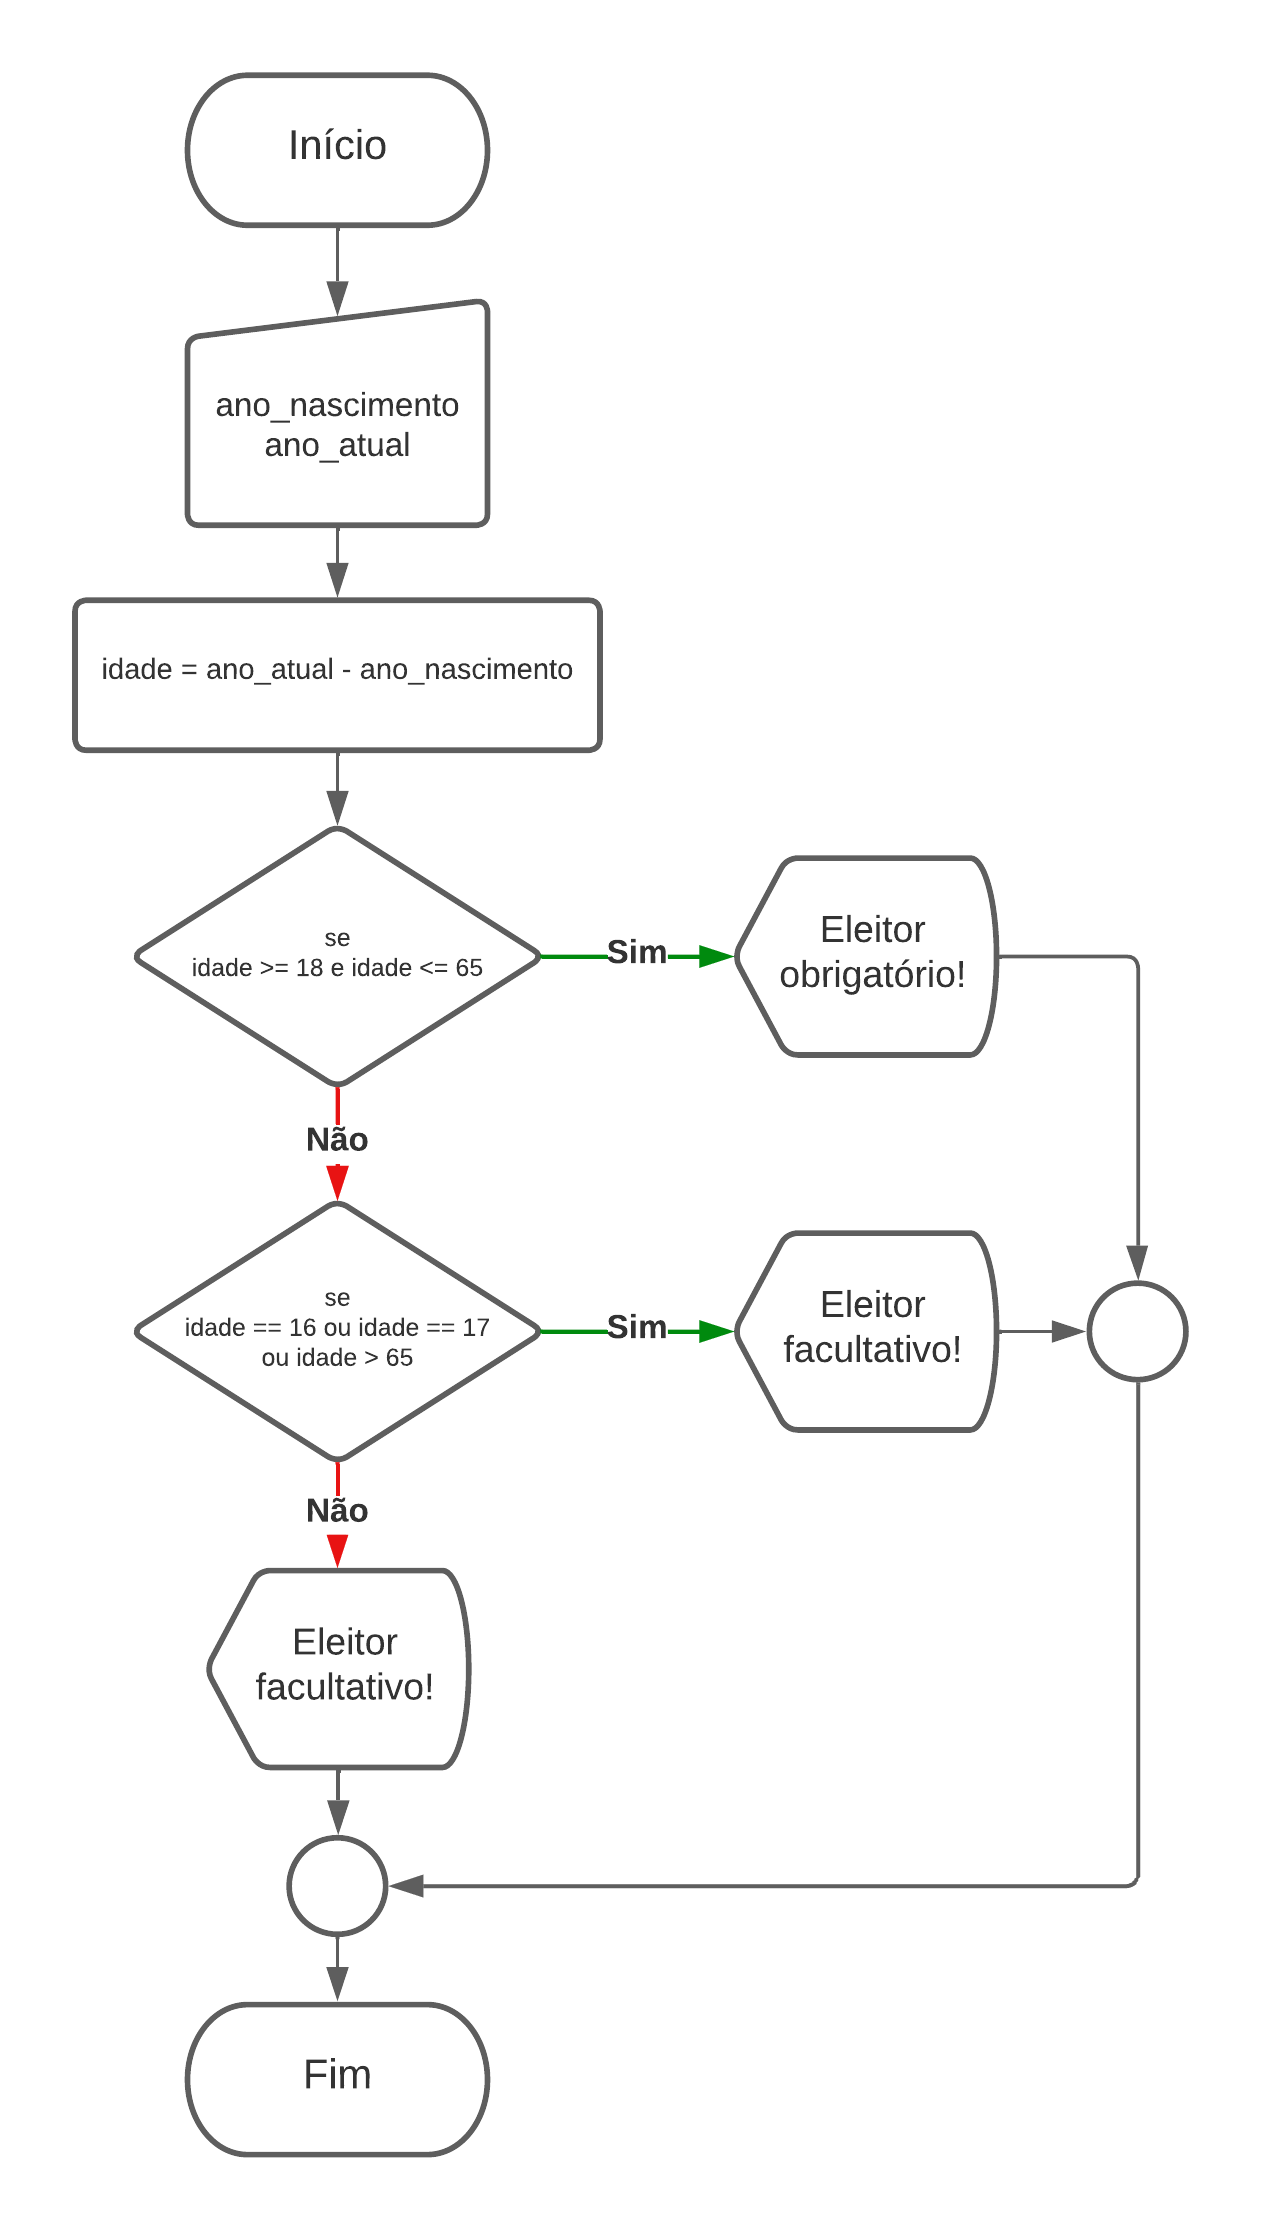 Início
ano_nascimento
ano_atual
idade = ano_atual - ano_nascimento
se
idade >= 18 e idade <= 65
Sim
Eleitor
obrigatório!
Não
se
idade == 16 ou idade == 17
ou idade > 65
Sim
Eleitor
facultativo!
Não
Eleitor
facultativo!
Fim